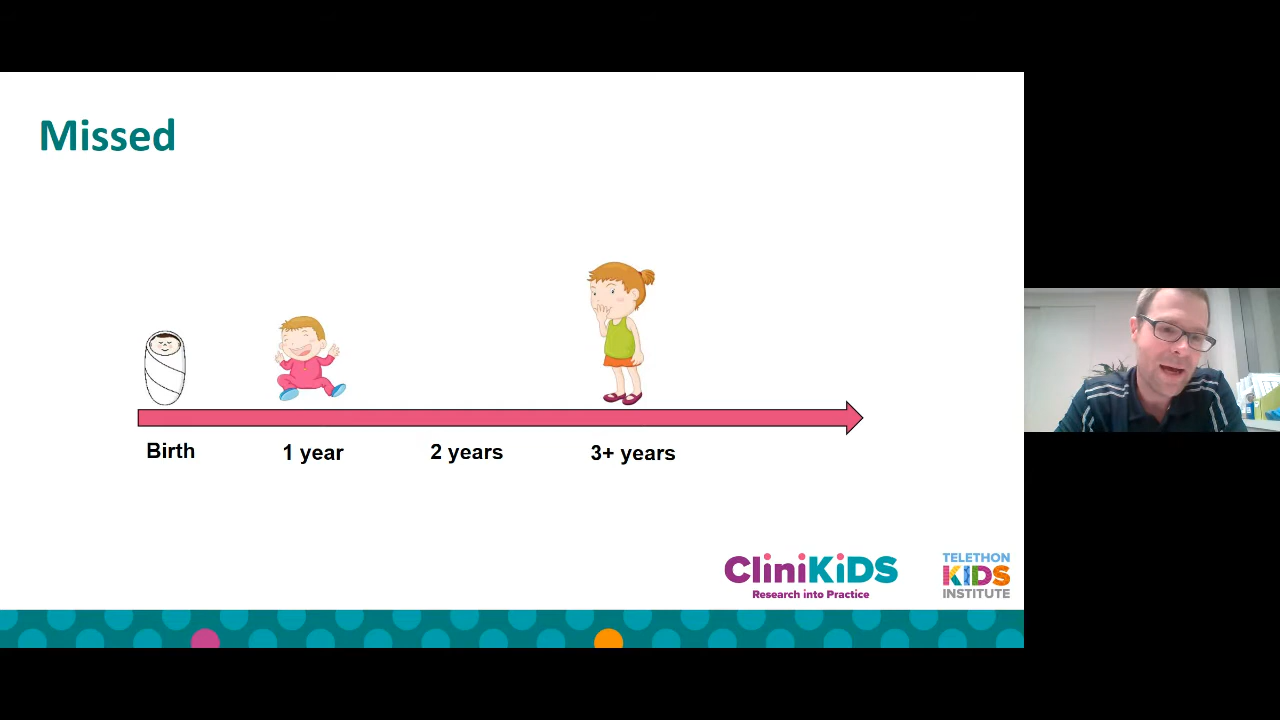 Missed
Birth
1 year
2 years
3+ years
CliniKiDS
Research into Practice
TELETHON
KIDS
INSTITUTE